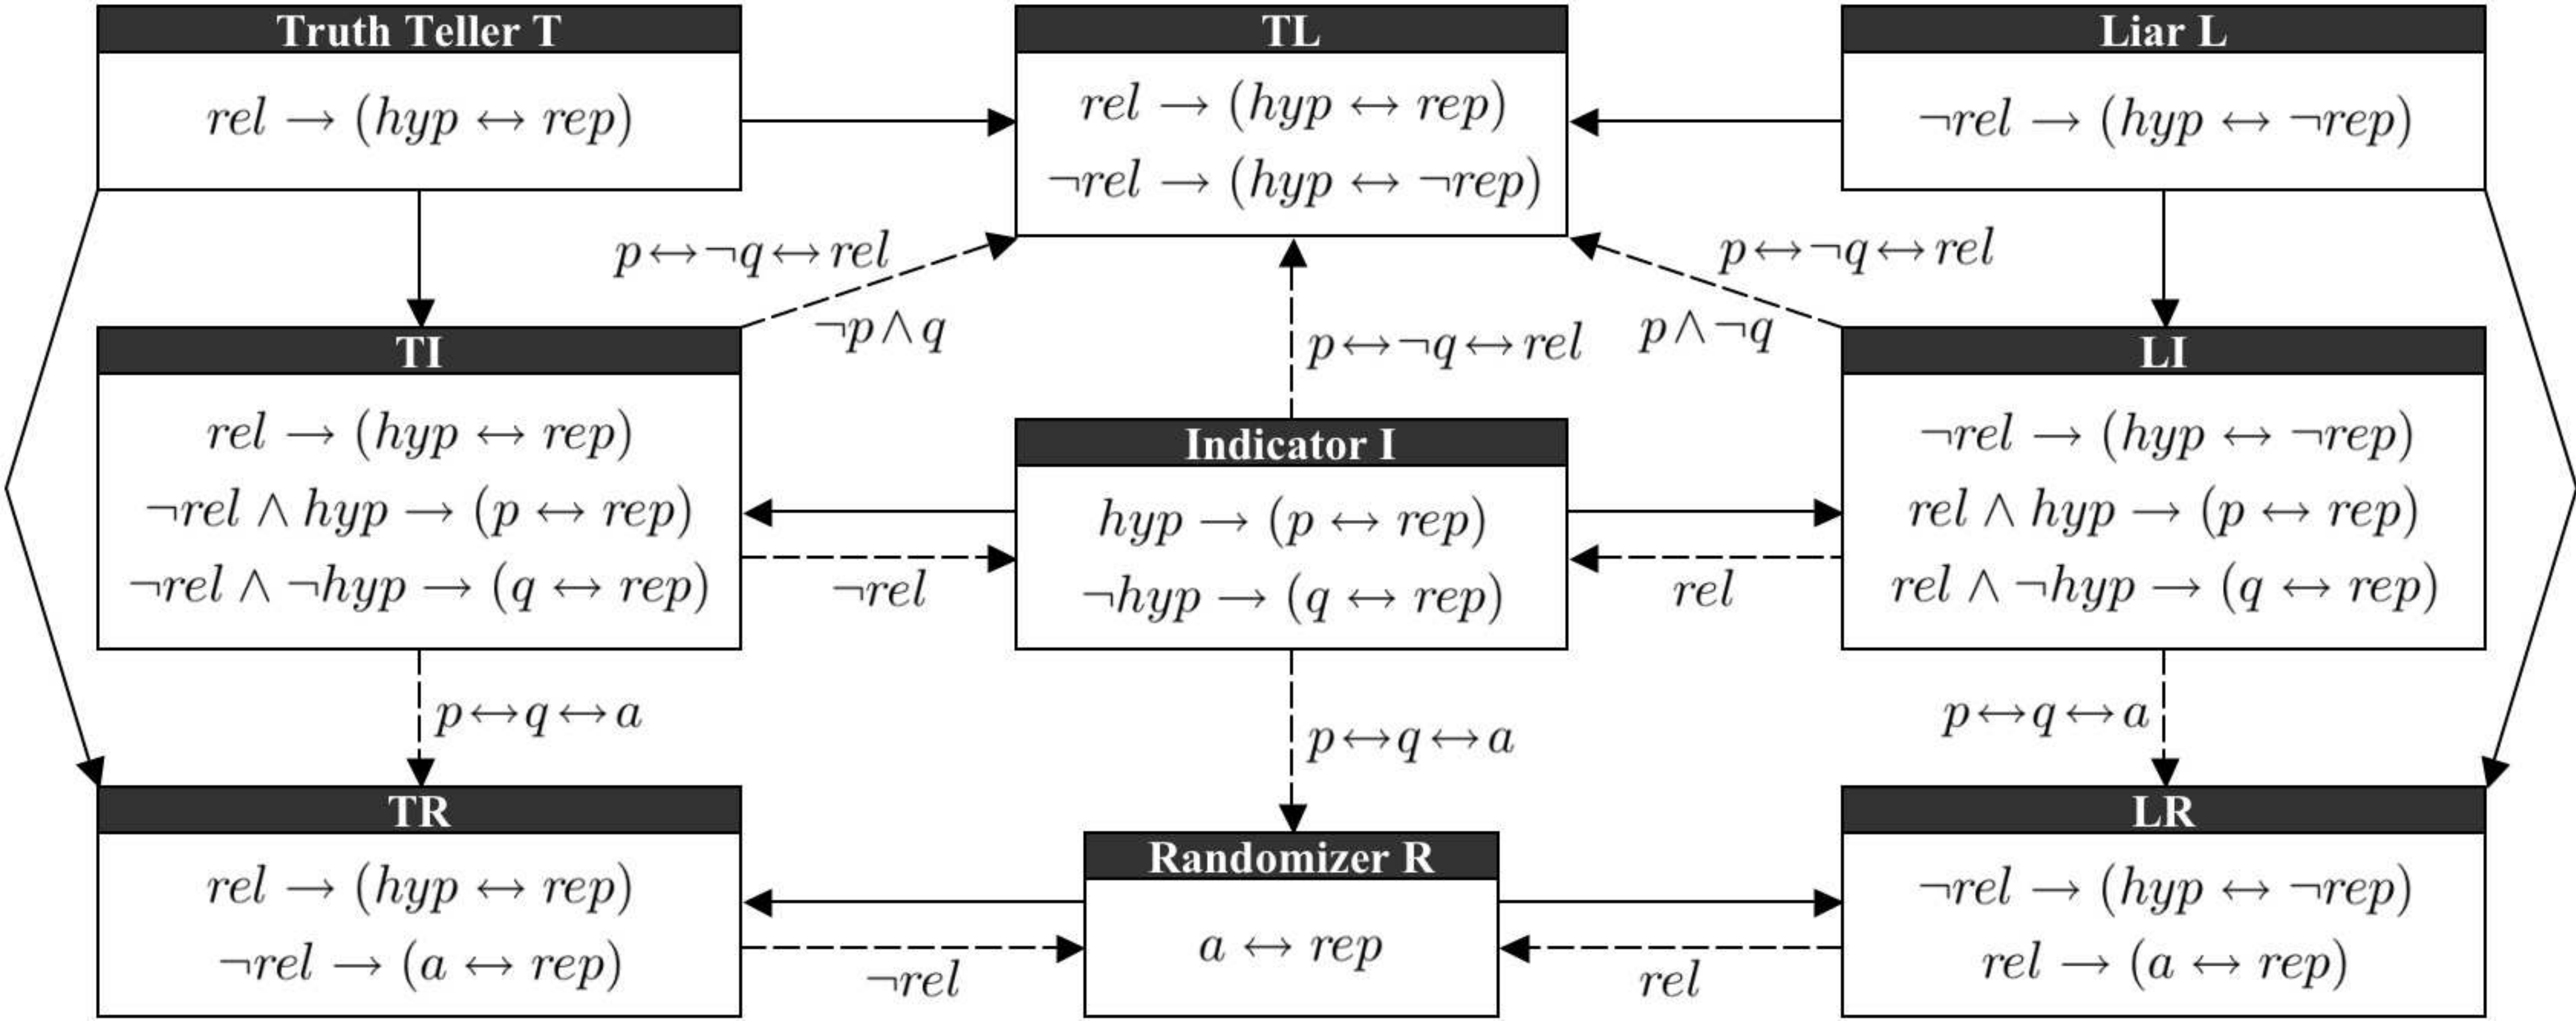 Truth Teller T
rel → (hyp ↔ rep)
TL
rel → (hyp ↔ rep)
¬rel → (hyp ↔ ¬rep)
Liar L
¬rel → (hyp ↔ ¬rep)
p↔¬q↔rel
¬p∧q
p↔¬q↔rel
p↔¬q↔rel
p∧¬q
TI
rel → (hyp ↔ rep)
¬rel ∧ hyp → (p ↔ rep)
¬rel ∧ ¬hyp → (q ↔ rep)
¬rel
Indicator I
hyp → (p ↔ rep)
¬hyp → (q ↔ rep)
rel
LI
¬rel → (hyp ↔ ¬rep)
rel ∧ hyp → (p ↔ rep)
rel ∧ ¬hyp → (q ↔ rep)
p↔q↔a
p↔q↔a
p↔q↔a
TR
rel → (hyp ↔ rep)
¬rel → (a ↔ rep)
¬rel
Randomizer R
a ↔ rep
rel
LR
¬rel → (hyp ↔ ¬rep)
rel → (a ↔ rep)